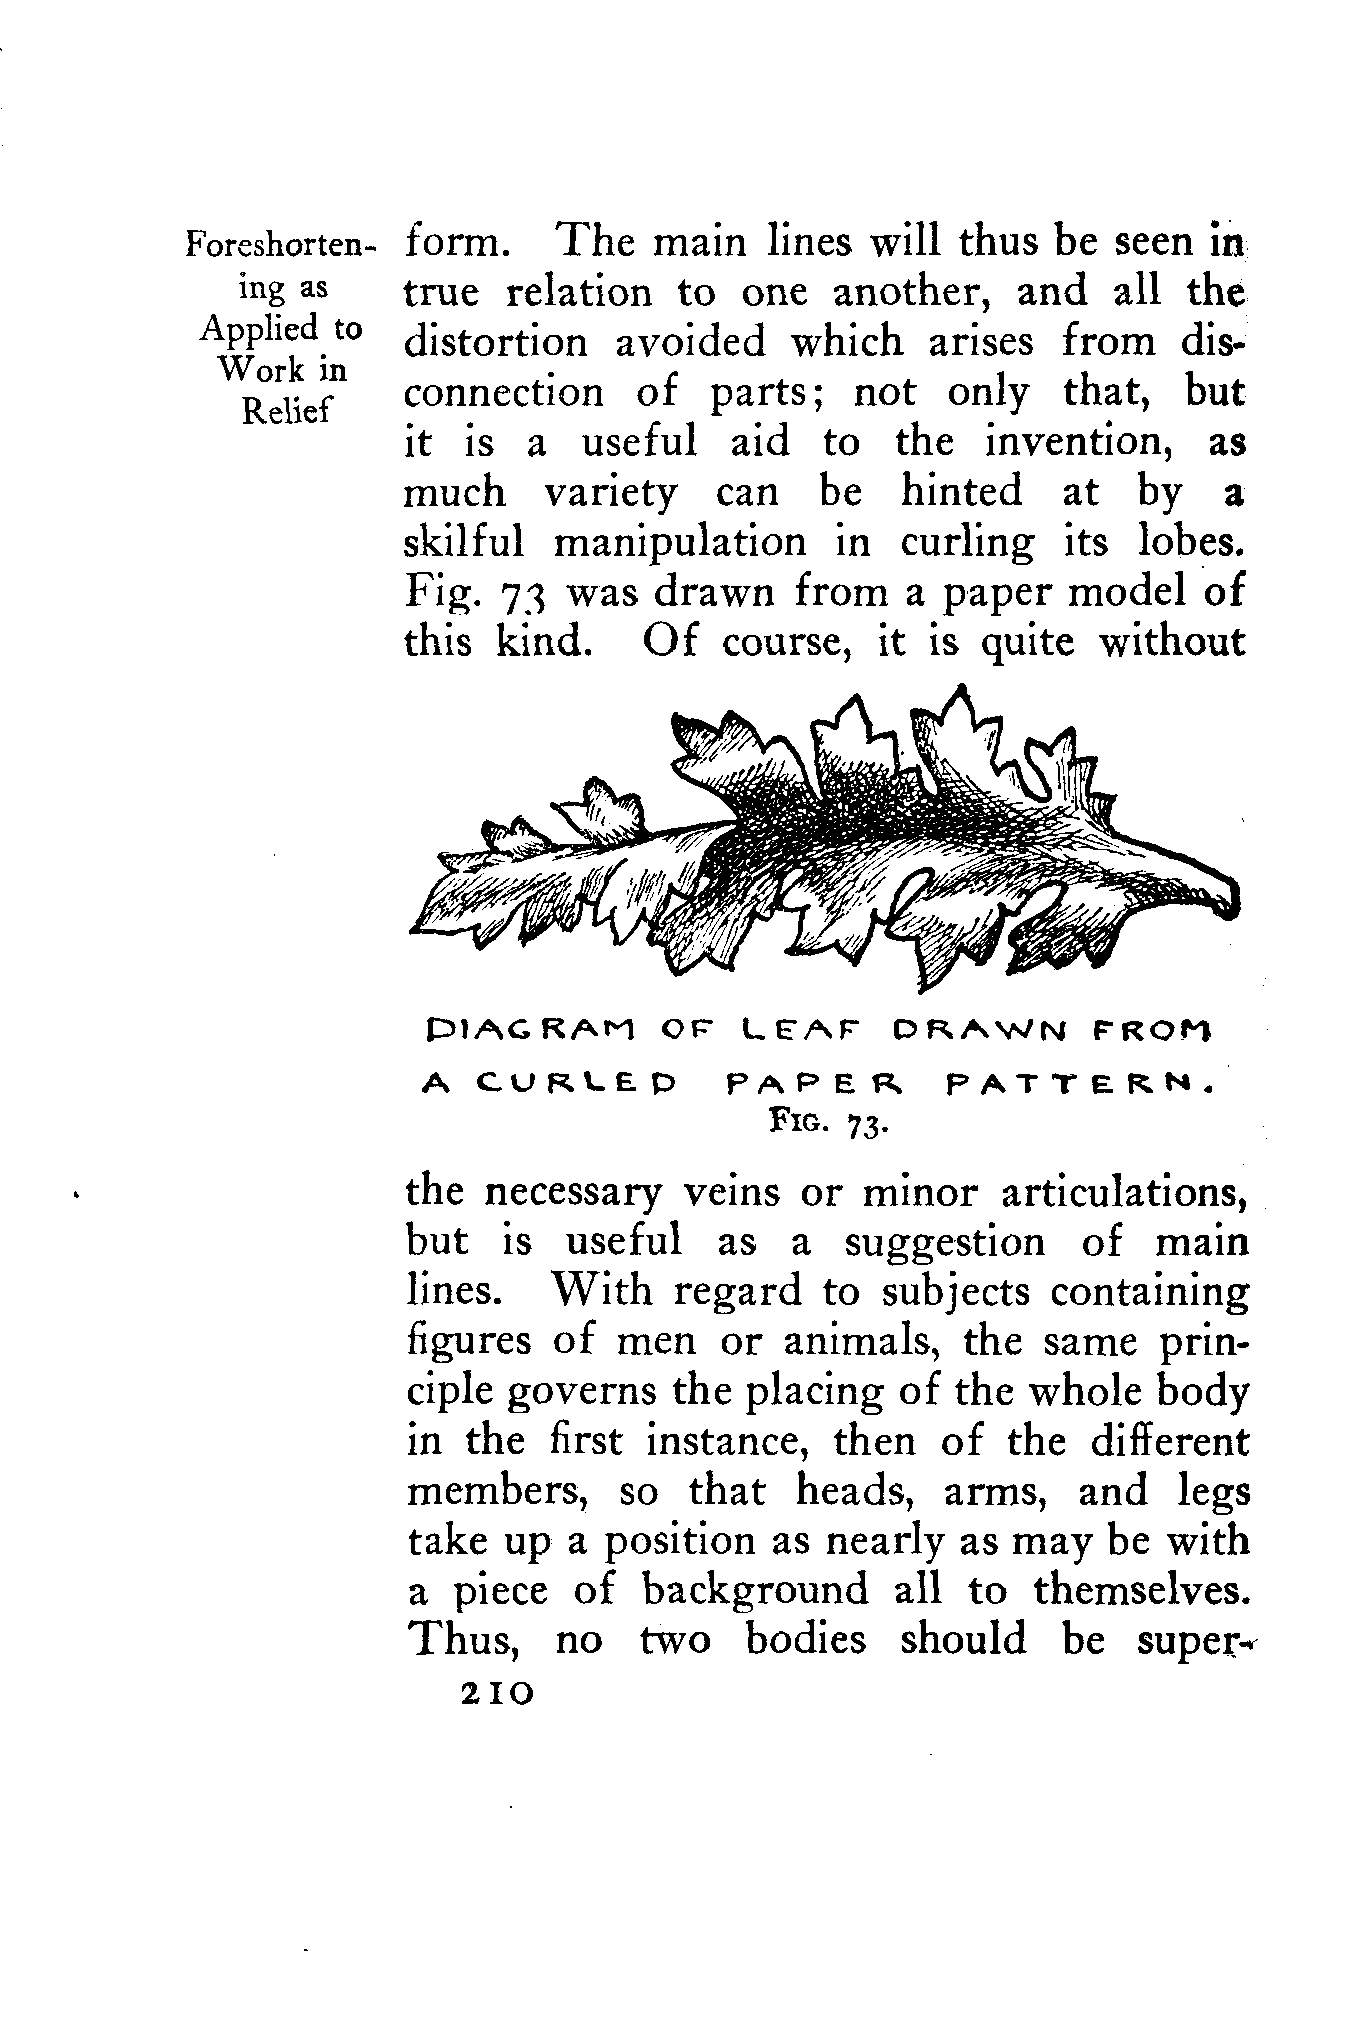 Foreshorten-
ing as
Applied to
Work in
Relief
form. The main lines will thus be seen in
true relation to one another, and all the
distortion avoided which arises from dis-
connection of parts; not only that, but
it is a useful aid to the invention, as
much variety can be hinted at by a
skilful manipulation in curling its lobes.
Fig. 73 was drawn from a paper model of
this kind. Of course, it is quite without
DIAGRAM OF LEAF DRAWN FROM
A CURLED PAPER PATTERN.
FIG. 73.
the necessary veins or minor articulations,
but is useful as a suggestion of main
lines. With regard to subjects containing
figures of men or animals, the same prin-
ciple governs the placing of the whole body
in the first instance, then of the different
members, so that heads, arms, and legs
take up a position as nearly as may be with
a piece of background all to themselves.
Thus, no two bodies should be super-
210